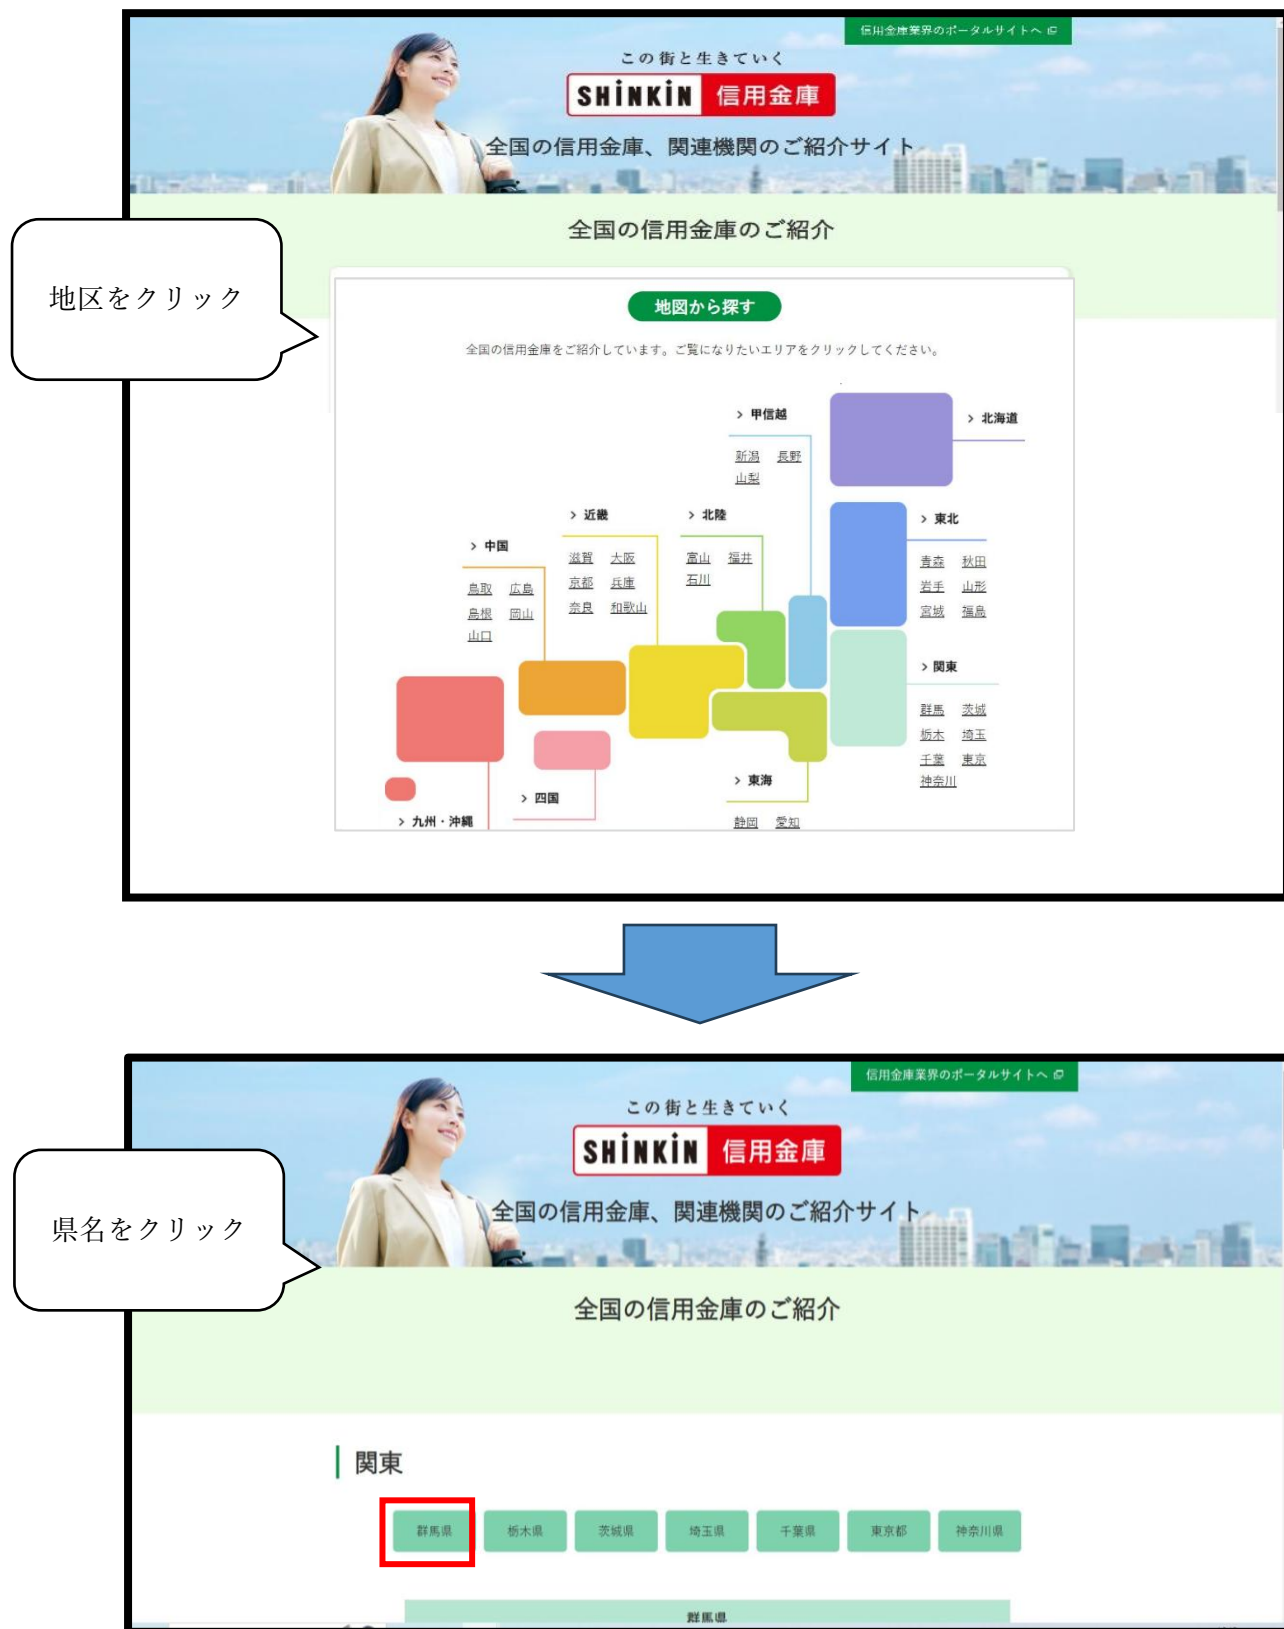 信用金庫業界のポータルサイトへ
この街と生きていく
SHiNKiN 信用金庫
全国の信用金庫、関連機関のご紹介サイト
全国の信用金庫のご紹介
地区をクリック
地図から探す
全国の信用金庫をご紹介しています。ご覧になりたいエリアをクリックしてください。
> 甲信越
新潟 長野
山梨
> 北海道
> 近畿
滋賀 大阪
京都 兵庫
奈良 和歌山
> 北陸
富山 福井
石川
> 東北
青森 秋田
岩手 山形
宮城 福島
> 中国
鳥取 広島
島根 岡山
山口
> 関東
群馬 茨城
栃木 埼玉
千葉 東京
神奈川
> 東海
静岡 愛知
> 四国
> 九州・沖縄
信用金庫業界のポータルサイトへ
この街と生きていく
SHiNKiN 信用金庫
全国の信用金庫、関連機関のご紹介サイト
県名をクリック
全国の信用金庫のご紹介
関東
群馬県 栃木県 茨城県 埼玉県 千葉県 東京都 神奈川県
群馬県